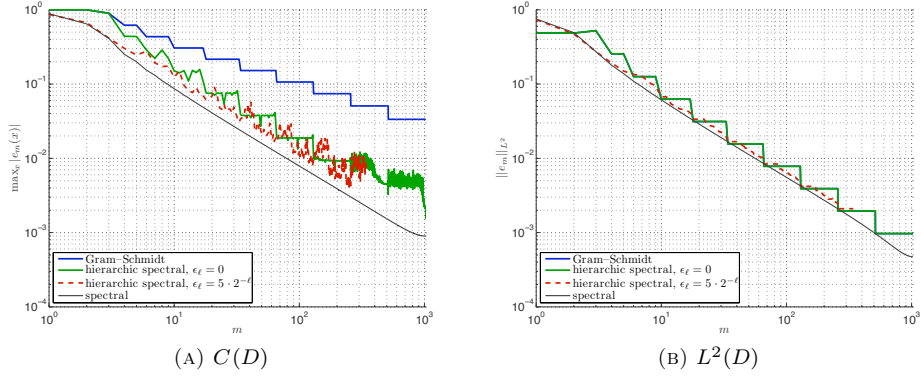 10^0
10^{-1}
10^{-2}
10^{-3}
10^{-4}
max_x |e_m(x)|
Gram–Schmidt
hierarchic spectral, ϵ_ℓ = 0
hierarchic spectral, ϵ_ℓ = 5 · 2^{-ℓ}
spectral
10^0 10^1 10^2 10^3
m
(A) C(D)
10^0
10^{-1}
10^{-2}
10^{-3}
10^{-4}
||e_m||_{L^2}
Gram–Schmidt
hierarchic spectral, ϵ_ℓ = 0
hierarchic spectral, ϵ_ℓ = 5 · 2^{-ℓ}
spectral
10^0 10^1 10^2 10^3
m
(B) L^2(D)